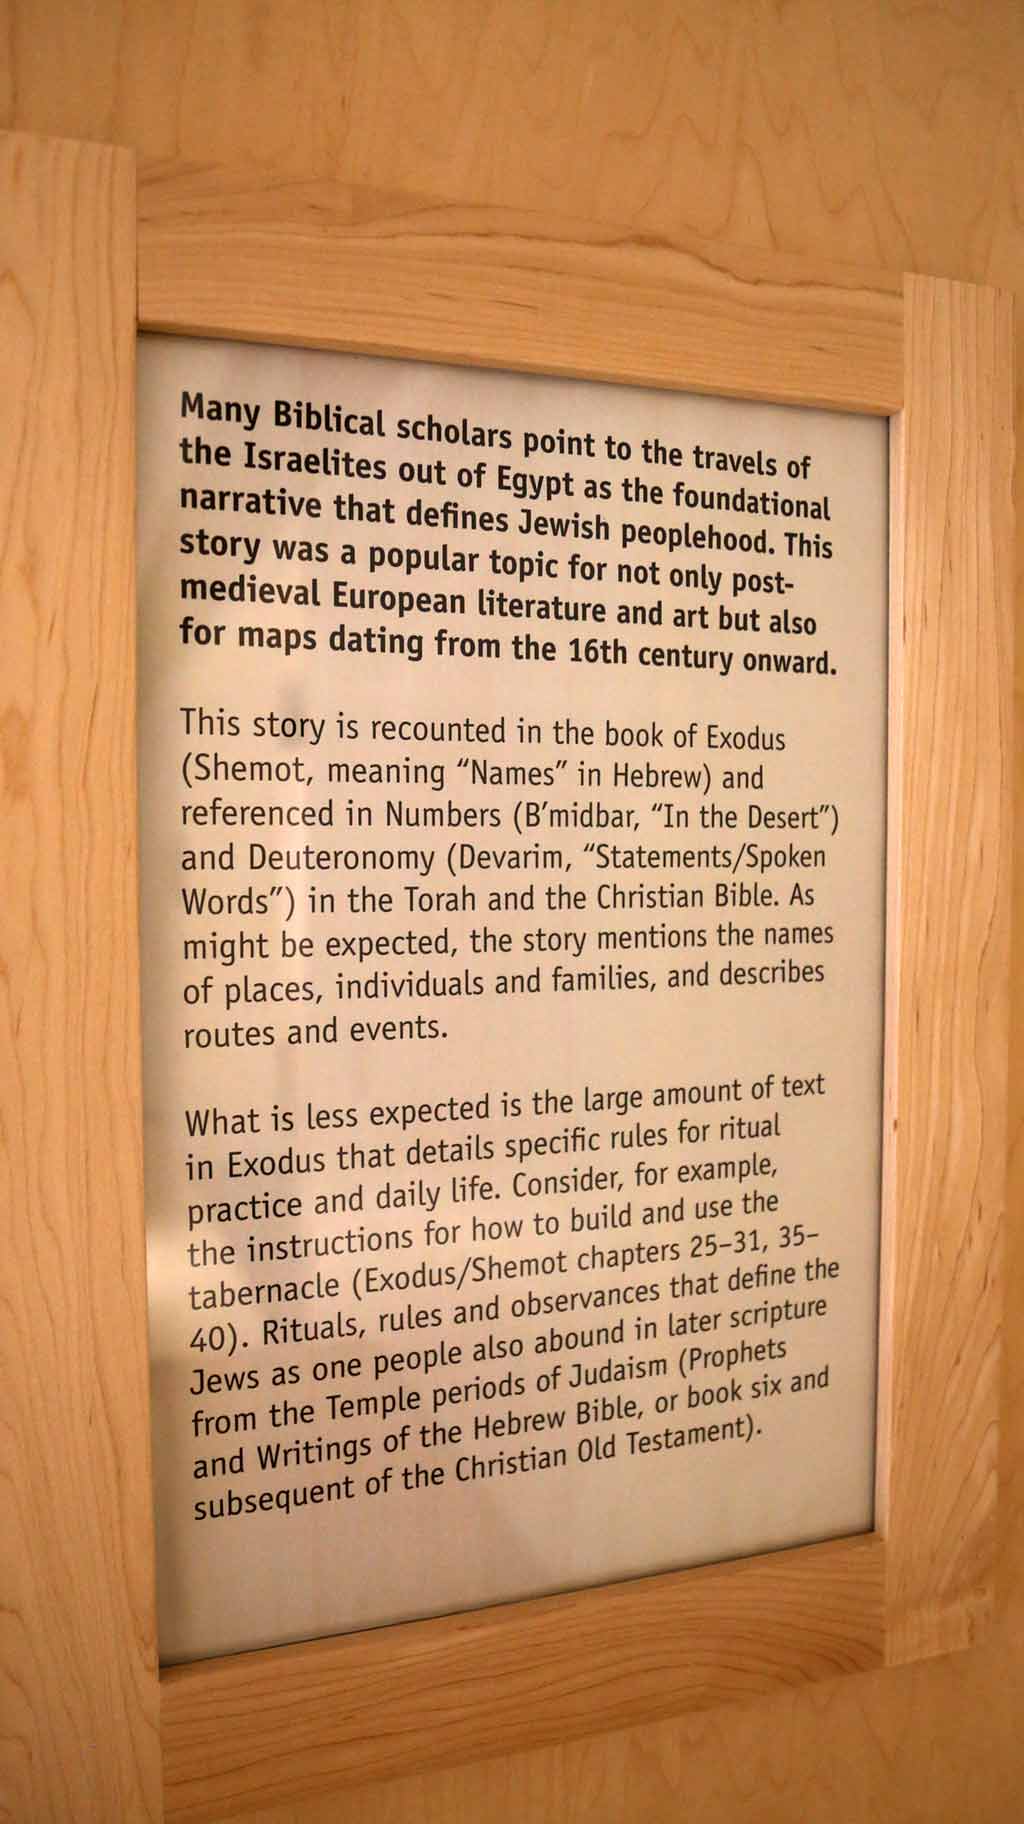 Many Biblical scholars point to the travels of
the Israelites out of Egypt as the foundational
narrative that defines Jewish peoplehood. This
story was a popular topic for not only post-
medieval European literature and art but also
for maps dating from the 16th century onward.
This story is recounted in the book of Exodus
(Shemot, meaning “Names” in Hebrew) and
referenced in Numbers (B’midbar, “In the Desert”)
and Deuteronomy (Devarim, “Statements/Spoken
Words”) in the Torah and the Christian Bible. As
might be expected, the story mentions the names
of places, individuals and families, and describes
routes and events.
What is less expected is the large amount of text
in Exodus that details specific rules for ritual
practice and daily life. Consider, for example,
the instructions for how to build and use the
tabernacle (Exodus/Shemot chapters 25–31, 35–
40). Rituals, rules and observances that define the
Jews as one people also abound in later scripture
from the Temple periods of Judaism (Prophets
and Writings of the Hebrew Bible, or book six and
subsequent of the Christian Old Testament).